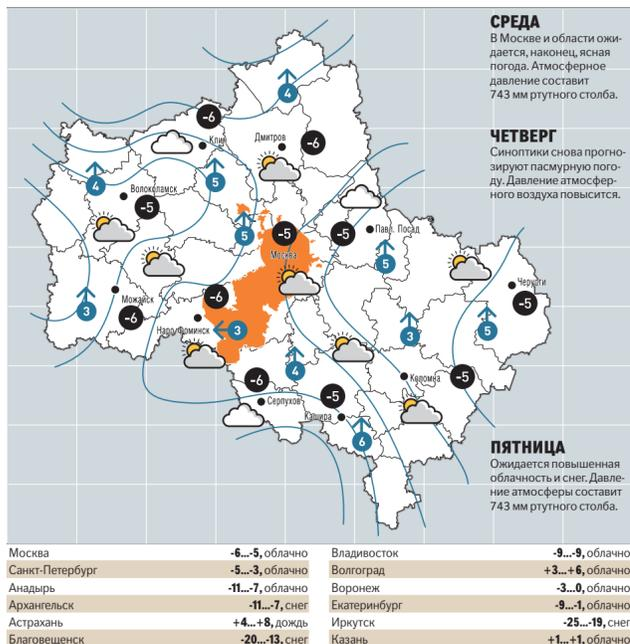 СРЕДА
В Москве и области ожи-
дается, наконец, ясная
погода. Атмосферное
давление составит
743 мм ртутного столба.
ЧЕТВЕРГ
Синоптики снова прогно-
зируют пасмурную пого-
ду. Давление атмосфер-
ного воздуха повысится.
ПЯТНИЦА
Ожидается повышенная
облачность и снег. Давле-
ние атмосферы составит
743 мм ртутного столба.
4
-6
Клин
Дмитров
-6
4
5
Волоколамск
-5
5
-5
Москва
-5
Павл. Посад
5
Черусти
-5
3
Можайск
-6
-6
Наро-Фоминск
3
3
5
4
-6
Серпухов
-5
Кашира
Коломна
-5
6
Москва -6...-5, облачно
Санкт-Петербург -5...-3, облачно
Анадырь -11...-7, облачно
Архангельск -11...-7, снег
Астрахань +4...+8, дождь
Благовещенск -20...-13, снег
Владивосток -9...-9, облачно
Волгоград +3...+6, облачно
Воронеж -3...0, облачно
Екатеринбург -9...-1, облачно
Иркутск -25...-19, снег
Казань +1...+1, облачно